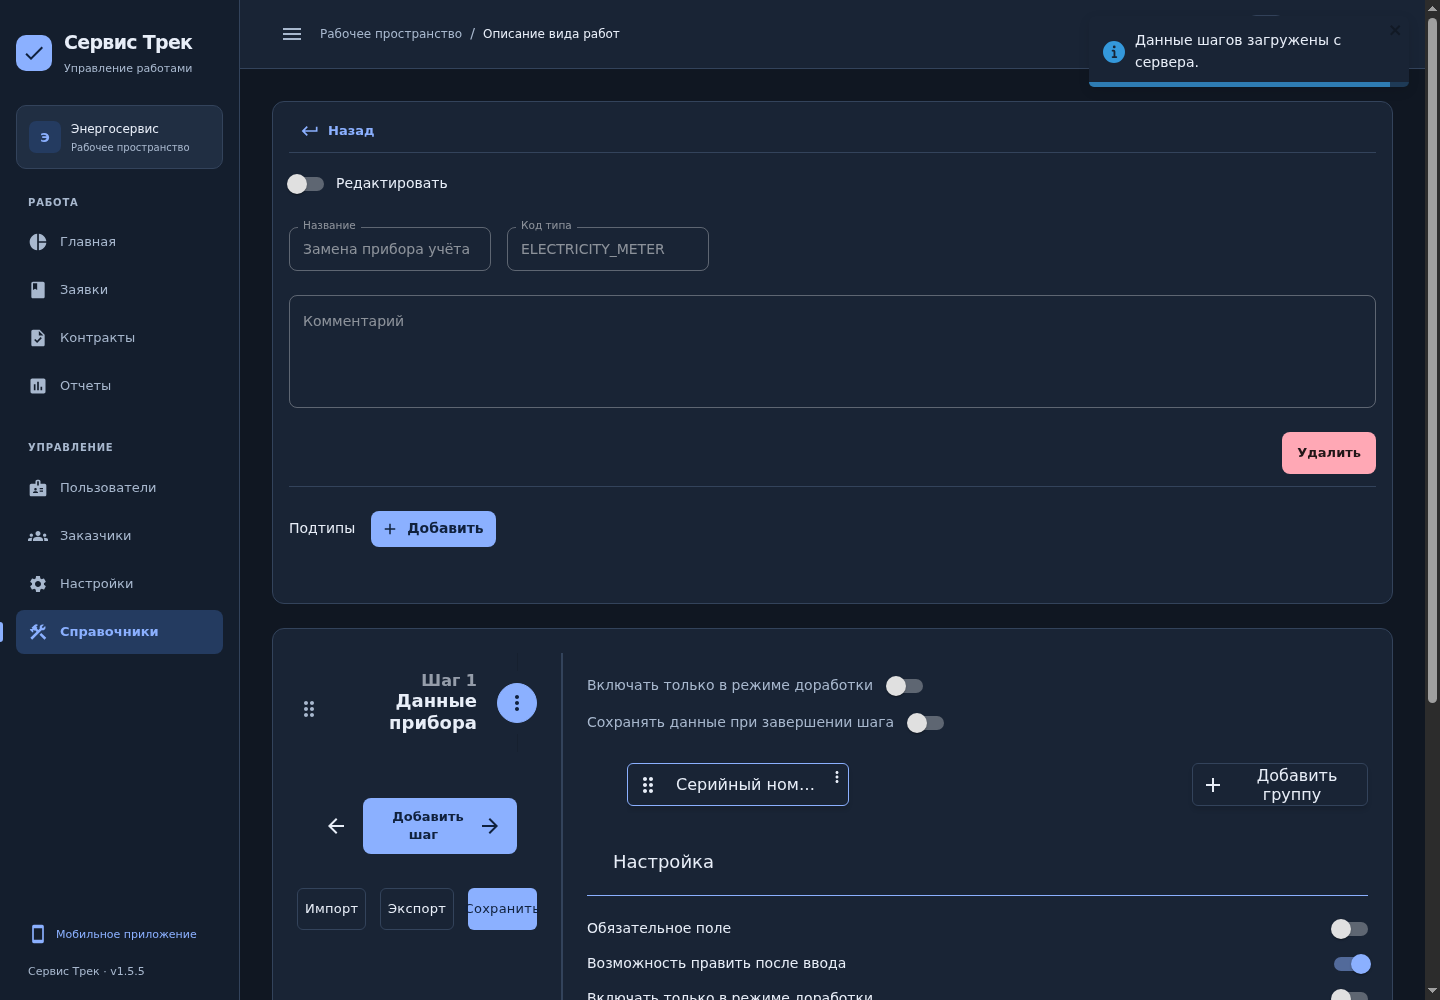 Сервис Трек
Управление работами
Э
Энергосервис
Рабочее пространство
РАБОТА
Главная
Заявки
Контракты
Отчеты
УПРАВЛЕНИЕ
Пользователи
Заказчики
Настройки
Справочники
Мобильное приложение
Сервис Трек · v1.5.5
Рабочее пространство / Описание вида работ
Данные шагов загружены с
сервера.
Назад
Редактировать
Название
Замена прибора учёта
Код типа
ELECTRICITY_METER
Комментарий
Удалить
Подтипы
Добавить
Шаг 1
Данные
прибора
Добавить
шаг
Импорт
Экспорт
Сохранить
Включать только в режиме доработки
Сохранять данные при завершении шага
Серийный ном...
Добавить
группу
Настройка
Обязательное поле
Возможность править после ввода
Включать только в режиме доработки